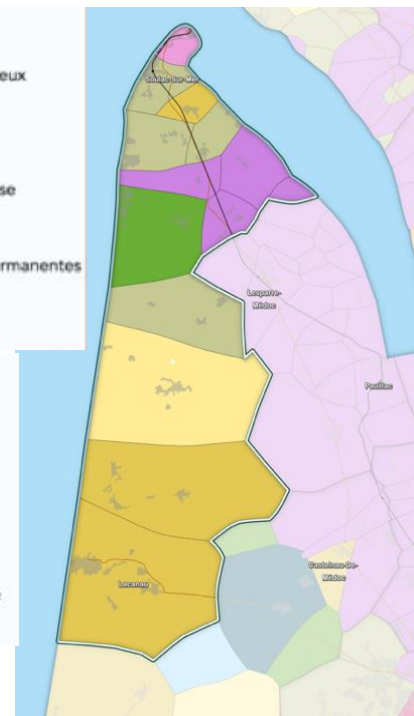 eux
se
rmanentes
Soulac-Sur-Mer
Lesparre-
Médoc
Pauillac
Castelnau-De-
Médoc
Lacanau